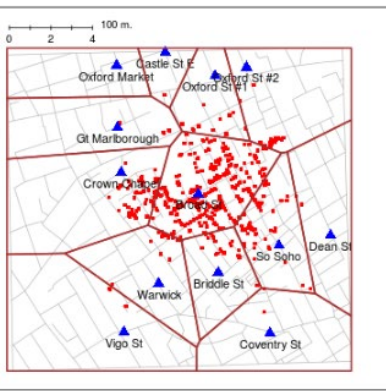 100 m.
0 2 4
Castle St E
Oxford Market
Oxford St #2
Oxford St #1
Gt Marlborough
Crown Chapel
Broad St
Dean St
So Soho
Briddle St
Warwick
Vigo St
Coventry St